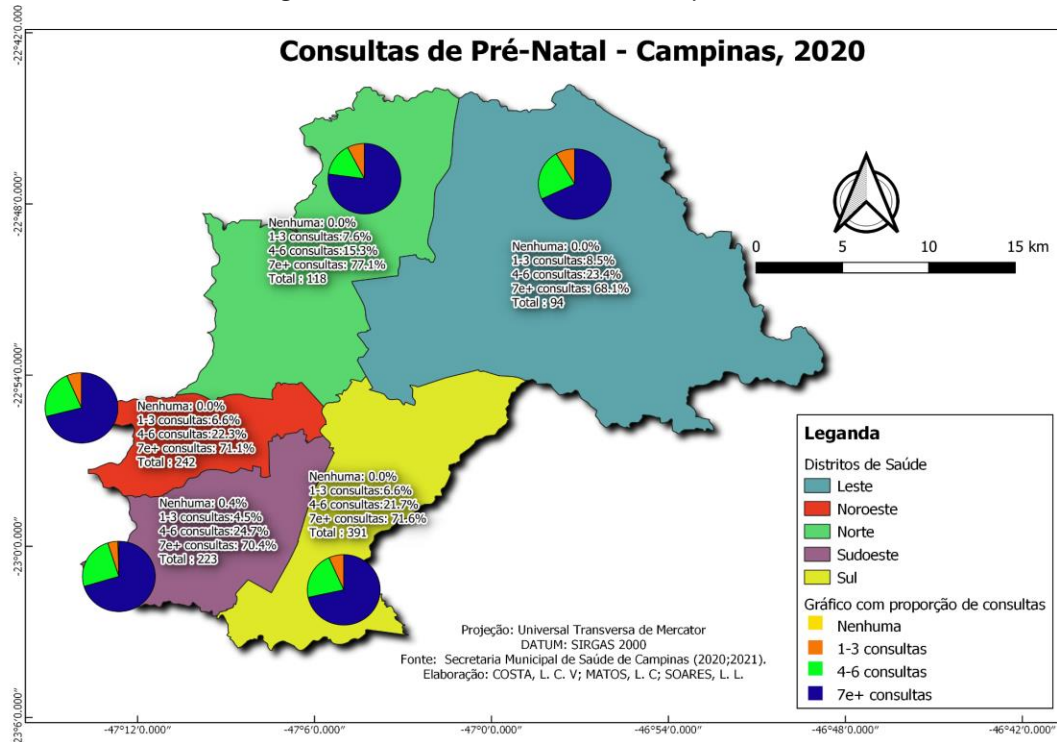 Consultas de Pré-Natal - Campinas, 2020
-22°42'0.000"
-22°48'0.000"
-22°54'0.000"
-23°0'0.000"
-23°6'0.000"
Nenhuma: 0.0%
1-3 consultas:7.6%
4-6 consultas:15.3%
7e+ consultas: 77.1%
Total : 118
Nenhuma: 0.0%
1-3 consultas:8.5%
4-6 consultas:23.4%
7e+ consultas: 68.1%
Total : 94
0 5 10 15 km
Nenhuma: 0.0%
1-3 consultas:6.6%
4-6 consultas:22.3%
7e+ consultas: 71.1%
Total : 242
Nenhuma: 0.0%
1-3 consultas:6.6%
4-6 consultas:21.7%
7e+ consultas: 71.6%
Total : 391
Nenhuma: 0.4%
1-3 consultas:4.5%
4-6 consultas:24.7%
7e+ consultas: 70.4%
Total : 223
Leganda
Distritos de Saúde
Leste
Noroeste
Norte
Sudoeste
Sul
Gráfico com proporção de consultas
Nenhuma
1-3 consultas
4-6 consultas
7e+ consultas
Projeção: Universal Transversa de Mercator
DATUM: SIRGAS 2000
Fonte: Secretaria Municipal de Saúde de Campinas (2020;2021).
Elaboração: COSTA, L. C. V; MATOS, L. C; SOARES, L. L.
-47°12'0.000" -47°6'0.000" -47°0'0.000" -46°54'0.000" -46°48'0.000" -46°42'0.000"